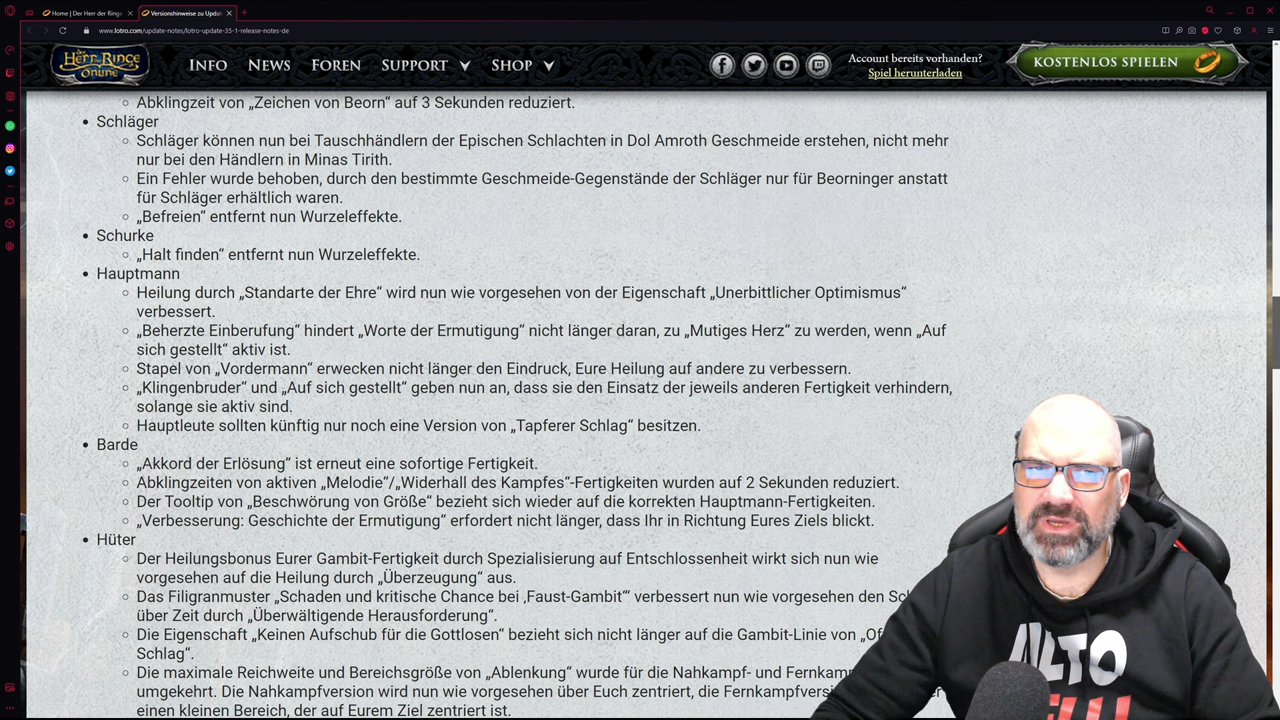 Home | Der Herr der Ringe
Versionshinweise zu Updat
www.lotro.com/update-notes/lotro-update-35-1-release-notes-de
der
Herr Ringe
Online
INFO NEWS FOREN SUPPORT SHOP
Account bereits vorhanden?
Spiel herunterladen
KOSTENLOS SPIELEN
Abklingzeit von „Zeichen von Beorn“ auf 3 Sekunden reduziert.
• Schläger
Schläger können nun bei Tauschhändlern der Epischen Schlachten in Dol Amroth Geschmeide erstehen, nicht mehr
nur bei den Händlern in Minas Tirith.
Ein Fehler wurde behoben, durch den bestimmte Geschmeide-Gegenstände der Schläger nur für Beorninger anstatt
für Schläger erhältlich waren.
„Befreien“ entfernt nun Wurzeleffekte.
• Schurke
„Halt finden“ entfernt nun Wurzeleffekte.
• Hauptmann
Heilung durch „Standarte der Ehre“ wird nun wie vorgesehen von der Eigenschaft „Unerbittlicher Optimismus“
verbessert.
„Beherzte Einberufung“ hindert „Worte der Ermutigung“ nicht länger daran, zu „Mutiges Herz“ zu werden, wenn „Auf
sich gestellt“ aktiv ist.
Stapel von „Vordermann“ erwecken nicht länger den Eindruck, Eure Heilung auf andere zu verbessern.
„Klingenbruder“ und „Auf sich gestellt“ geben nun an, dass sie den Einsatz der jeweils anderen Fertigkeit verhindern,
solange sie aktiv sind.
Hauptleute sollten künftig nur noch eine Version von „Tapferer Schlag“ besitzen.
• Barde
„Akkord der Erlösung“ ist erneut eine sofortige Fertigkeit.
Abklingzeiten von aktiven „Melodie“/„Widerhall des Kampfes“-Fertigkeiten wurden auf 2 Sekunden reduziert.
Der Tooltip von „Beschwörung von Größe“ bezieht sich wieder auf die korrekten Hauptmann-Fertigkeiten.
„Verbesserung: Geschichte der Ermutigung“ erfordert nicht länger, dass Ihr in Richtung Eures Ziels blickt.
• Hüter
Der Heilungsbonus Eurer Gambit-Fertigkeit durch Spezialisierung auf Entschlossenheit wirkt sich nun wie
vorgesehen auf die Heilung durch „Überzeugung“ aus.
Das Filigranmuster „Schaden und kritische Chance bei ‚Faust-Gambit‘“ verbessert nun wie vorgesehen den Sc
über Zeit durch „Überwältigende Herausforderung“.
Die Eigenschaft „Keinen Aufschub für die Gottlosen“ bezieht sich nicht länger auf die Gambit-Linie von „Of
Schlag“.
Die maximale Reichweite und Bereichsgröße von „Ablenkung“ wurde für die Nahkampf- und Fernkam
umgekehrt. Die Nahkampfversion wird nun wie vorgesehen über Euch zentriert, die Fernkampfversi
einen kleinen Bereich, der auf Eurem Ziel zentriert ist.